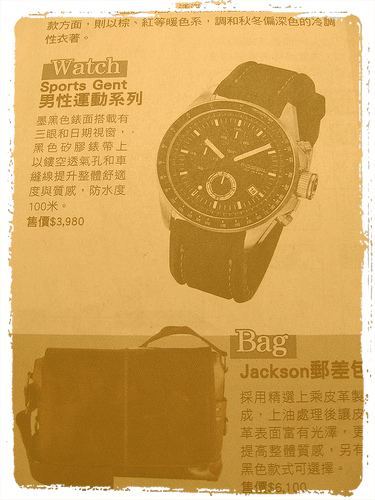 款方面，則以棕、紅等暖色系，調和秋冬偏深色的冷調
性衣著。
Watch
Sports Gent
男性運動系列
墨黑色錶面搭載有
三眼和日期視窗，
黑色矽膠錶帶上
以鏤空透氣孔和車
縫線提升整體舒適
度與質感，防水度
100米。
售價$3,980
Bag
Jackson郵差包
採用精選上乘皮革製
成，上油處理後讓皮
革表面富有光澤，更
提高整體質感，另有
黑色款式可選擇。
售價$6,100